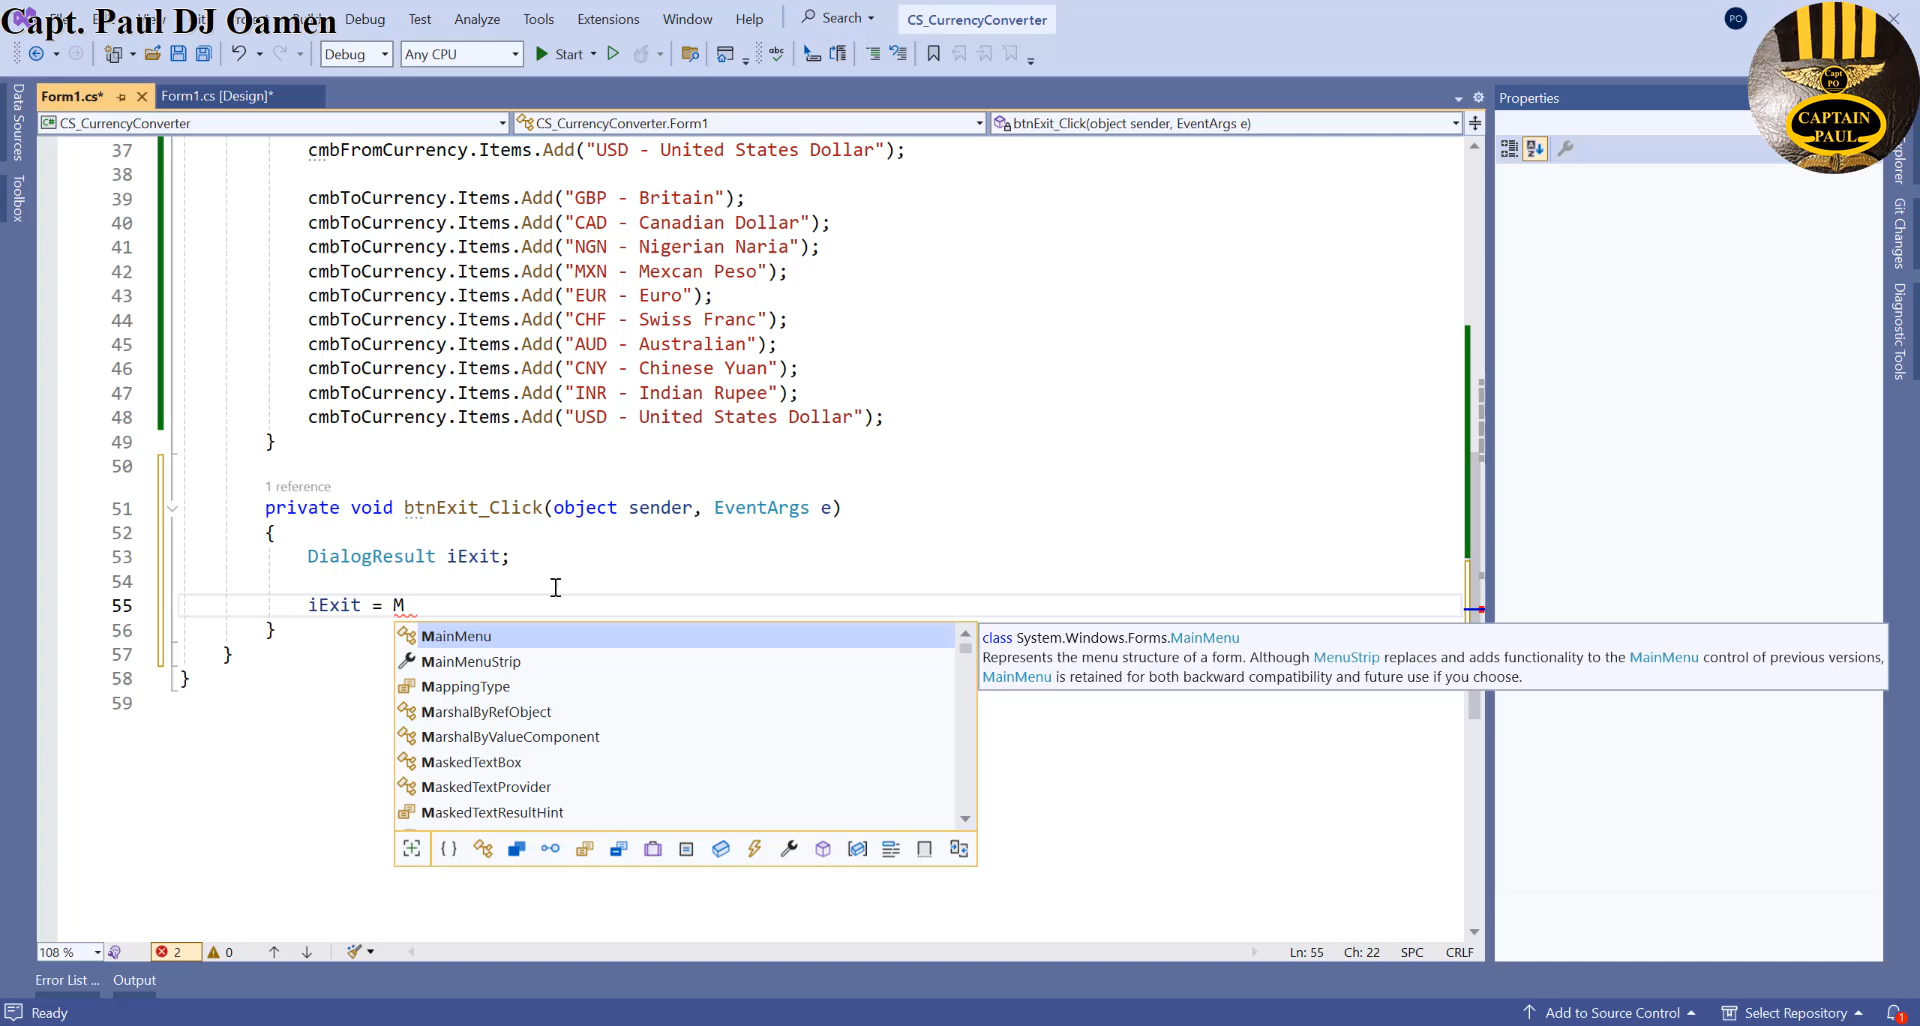 Capt. Paul DJ Oamen
Debug Test Analyze Tools Extensions Window Help Search CS_CurrencyConverter PO
Debug Any CPU Start
Form1.cs* Form1.cs [Design]* Properties
CS_CurrencyConverter CS_CurrencyConverter.Form1 btnExit_Click(object sender, EventArgs e)
Capt
PO
CAPTAIN
PAUL
Data Sources
Toolbox
Git Changes
Diagnostic Tools
37 cmbFromCurrency.Items.Add("USD - United States Dollar");
38
39 cmbToCurrency.Items.Add("GBP - Britain");
40 cmbToCurrency.Items.Add("CAD - Canadian Dollar");
41 cmbToCurrency.Items.Add("NGN - Nigerian Naria");
42 cmbToCurrency.Items.Add("MXN - Mexcan Peso");
43 cmbToCurrency.Items.Add("EUR - Euro");
44 cmbToCurrency.Items.Add("CHF - Swiss Franc");
45 cmbToCurrency.Items.Add("AUD - Australian");
46 cmbToCurrency.Items.Add("CNY - Chinese Yuan");
47 cmbToCurrency.Items.Add("INR - Indian Rupee");
48 cmbToCurrency.Items.Add("USD - United States Dollar");
49 }
50
1 reference
51 private void btnExit_Click(object sender, EventArgs e)
52 {
53 DialogResult iExit;
54
55 iExit = M
56 }
57 }
58 }
59
MainMenu
MainMenuStrip
MappingType
MarshalByRefObject
MarshalByValueComponent
MaskedTextBox
MaskedTextProvider
MaskedTextResultHint
class System.Windows.Forms.MainMenu
Represents the menu structure of a form. Although MenuStrip replaces and adds functionality to the MainMenu control of previous versions,
MainMenu is retained for both backward compatibility and future use if you choose.
108 % 2 0 Ln: 55 Ch: 22 SPC CRLF
Error List ... Output
Ready Add to Source Control Select Repository 1